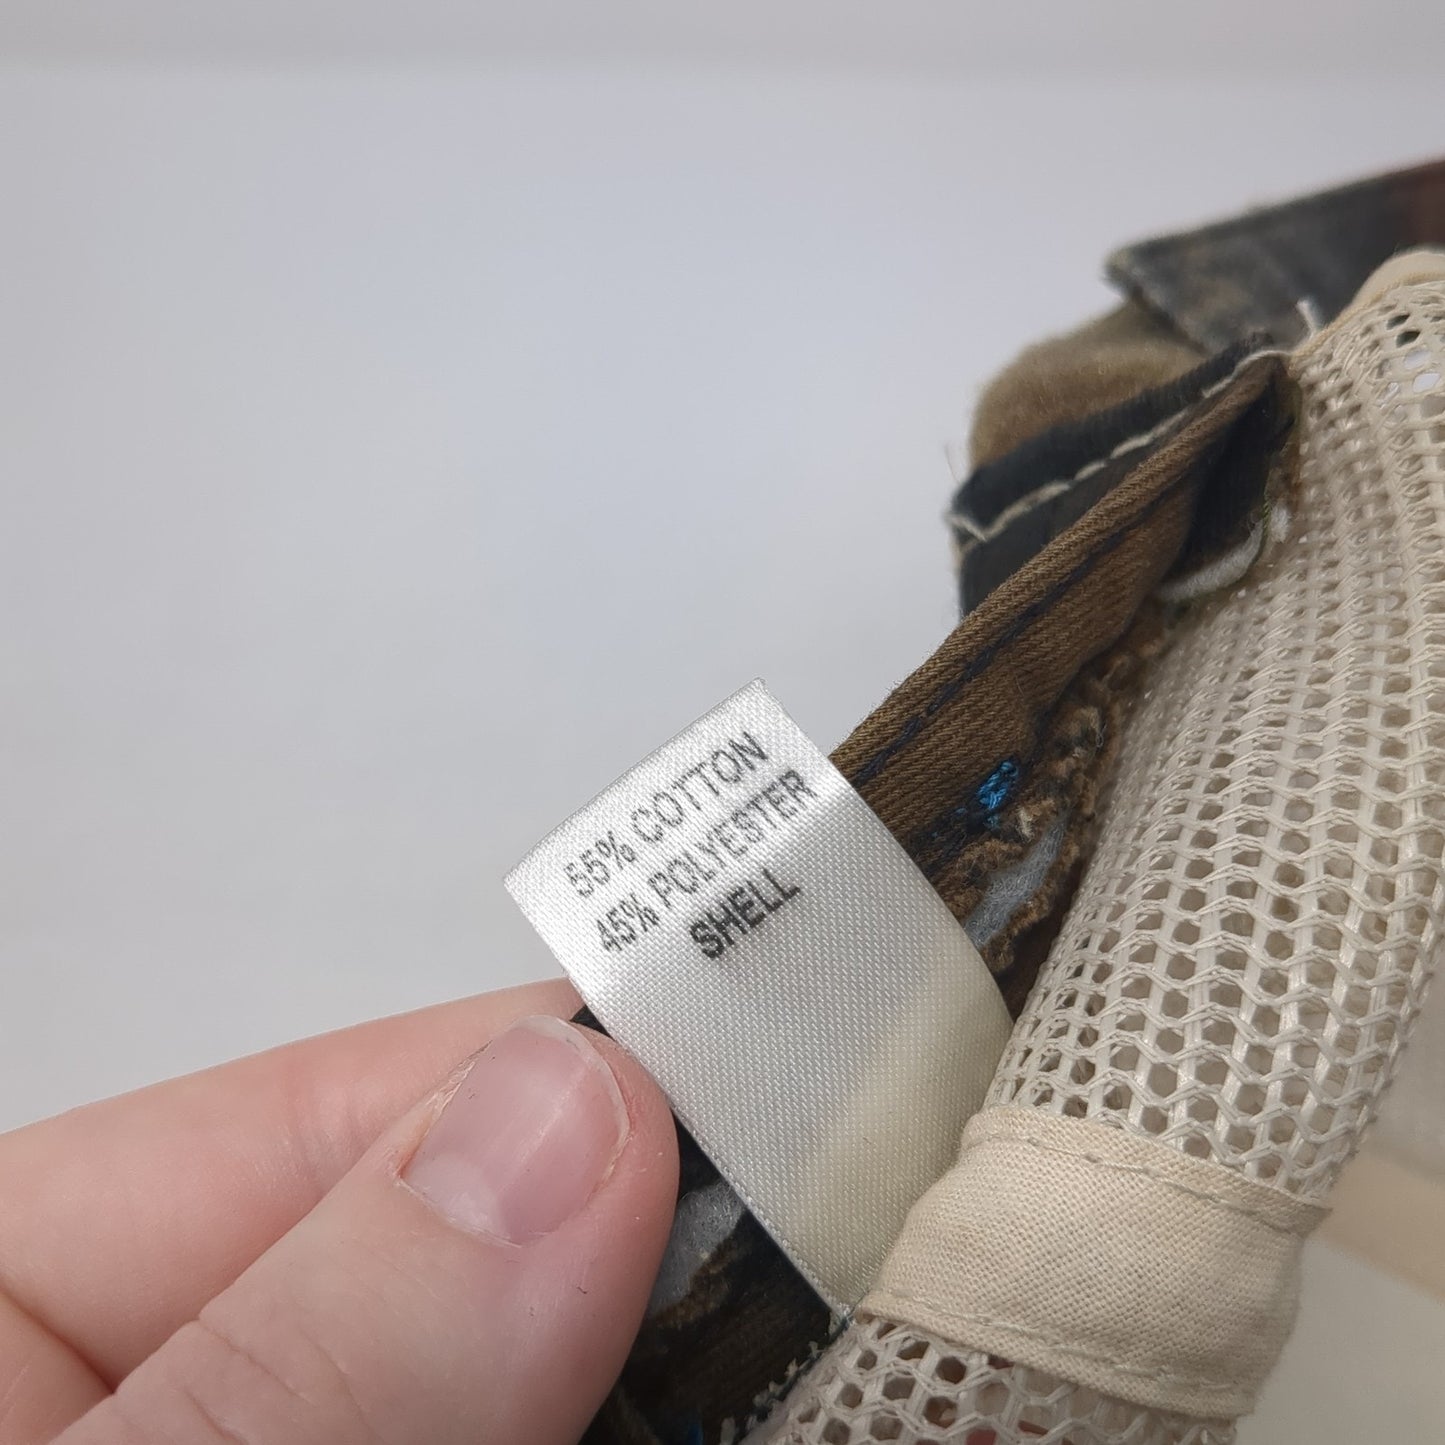 55% COTTON
45% POLYESTER
SHELL